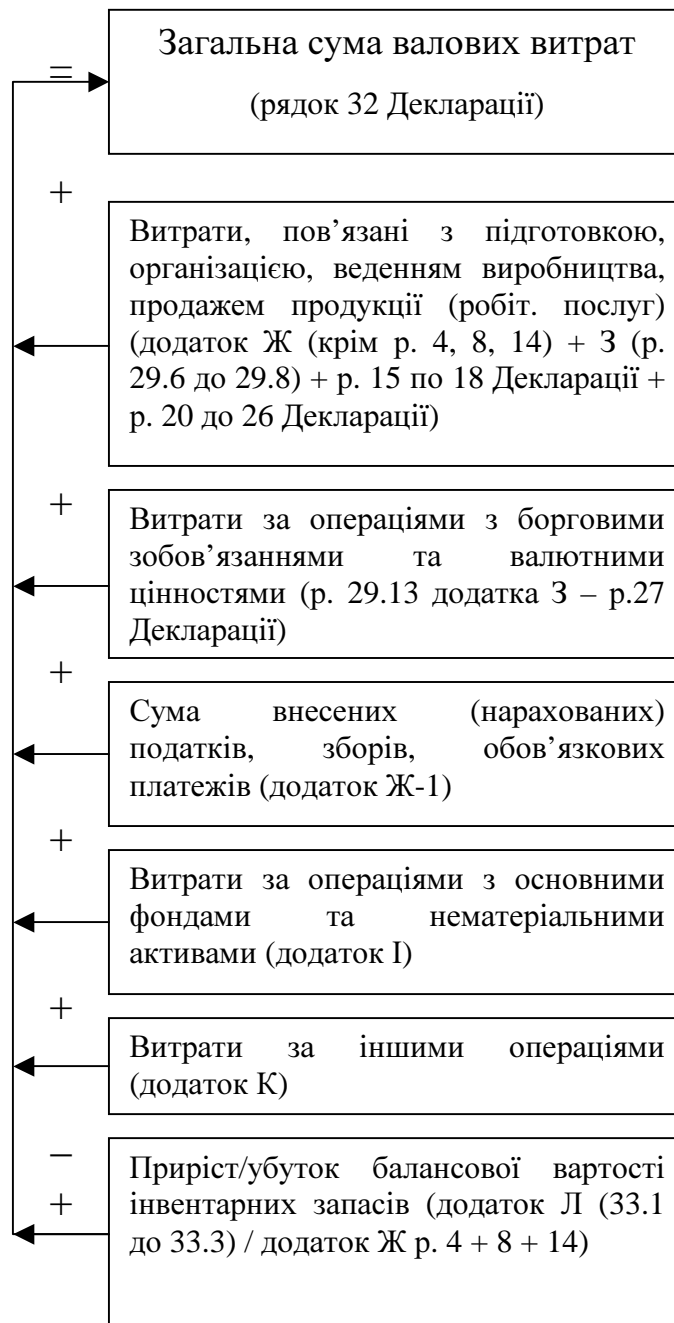 Загальна сума валових витрат
=
(рядок 32 Декларації)
+
Витрати, пов’язані з підготовкою,
організацією, веденням виробництва,
продажем продукції (робіт. послуг)
(додаток Ж (крім р. 4, 8, 14) + З (р.
29.6 до 29.8) + р. 15 по 18 Декларації +
р. 20 до 26 Декларації)
+
Витрати за операціями з борговими
зобов’язаннями та валютними
цінностями (р. 29.13 додатка З – р.27
Декларації)
+
Сума внесених (нарахованих)
податків, зборів, обов’язкових
платежів (додаток Ж-1)
+
Витрати за операціями з основними
фондами та нематеріальними
активами (додаток І)
+
Витрати за іншими операціями
(додаток К)
–
+
Приріст/убуток балансової вартості
інвентарних запасів (додаток Л (33.1
до 33.3) / додаток Ж р. 4 + 8 + 14)